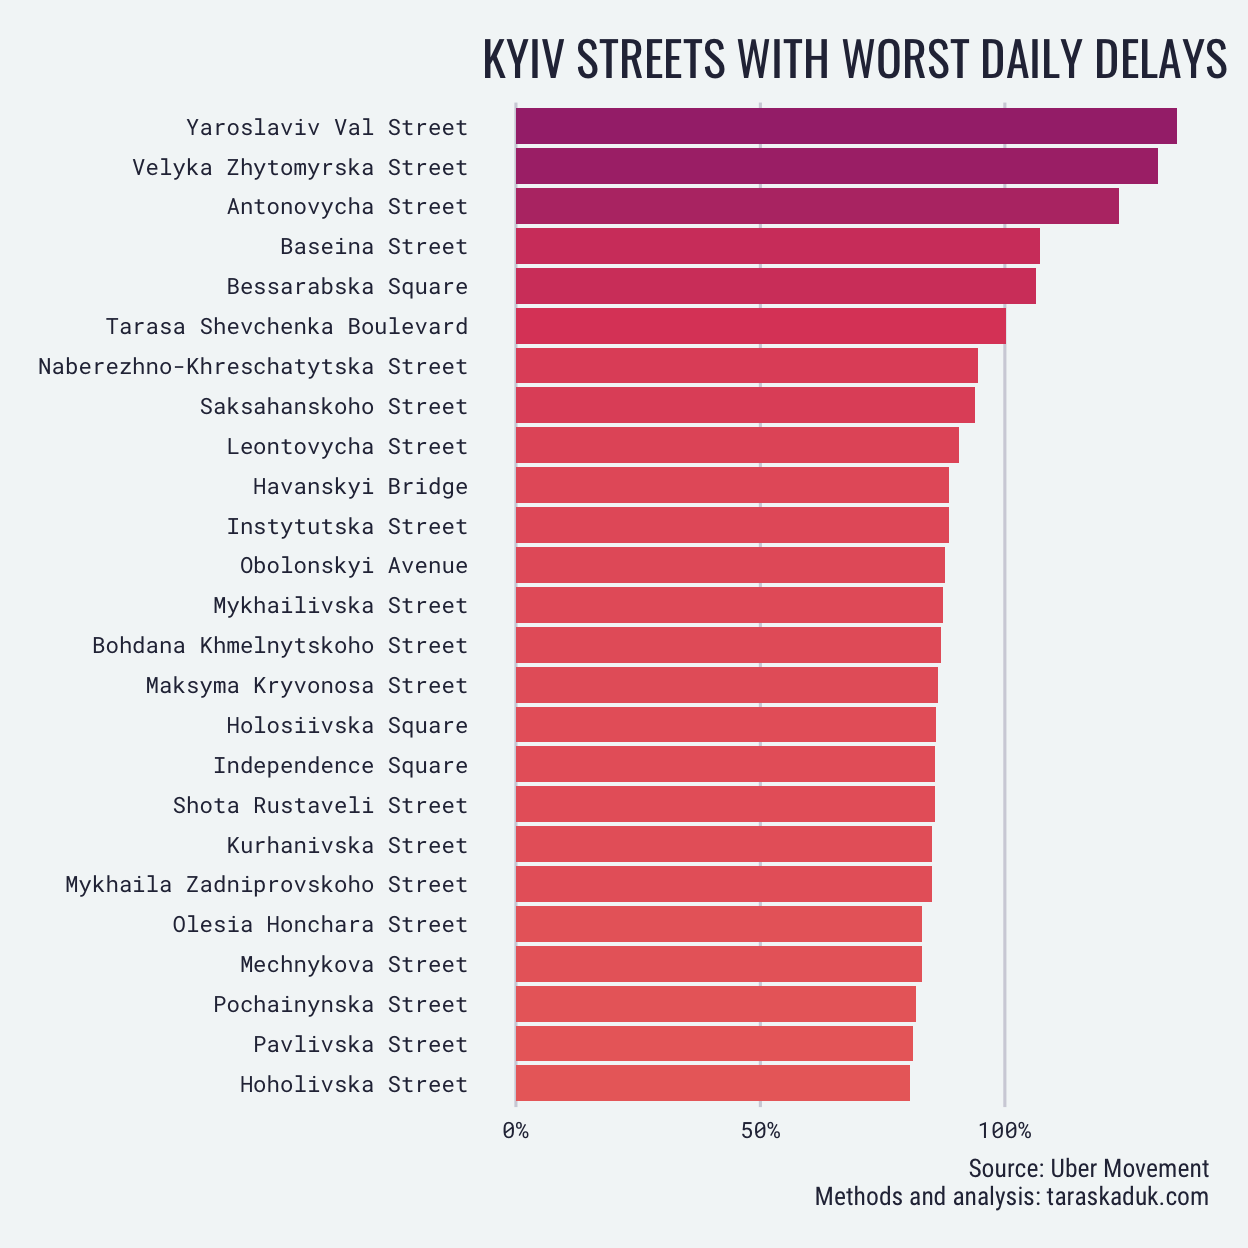 KYIV STREETS WITH WORST DAILY DELAYS
Yaroslaviv Val Street
Velyka Zhytomyrska Street
Antonovycha Street
Baseina Street
Bessarabska Square
Tarasa Shevchenka Boulevard
Naberezhno-Khreschatytska Street
Saksahanskoho Street
Leontovycha Street
Havanskyi Bridge
Instytutska Street
Obolonskyi Avenue
Mykhailivska Street
Bohdana Khmelnytskoho Street
Maksyma Kryvonosa Street
Holosiivska Square
Independence Square
Shota Rustaveli Street
Kurhanivska Street
Mykhaila Zadniprovskoho Street
Olesia Honchara Street
Mechnykova Street
Pochainynska Street
Pavlivska Street
Hoholivska Street
0% 50% 100%
Source: Uber Movement
Methods and analysis: taraskaduk.com